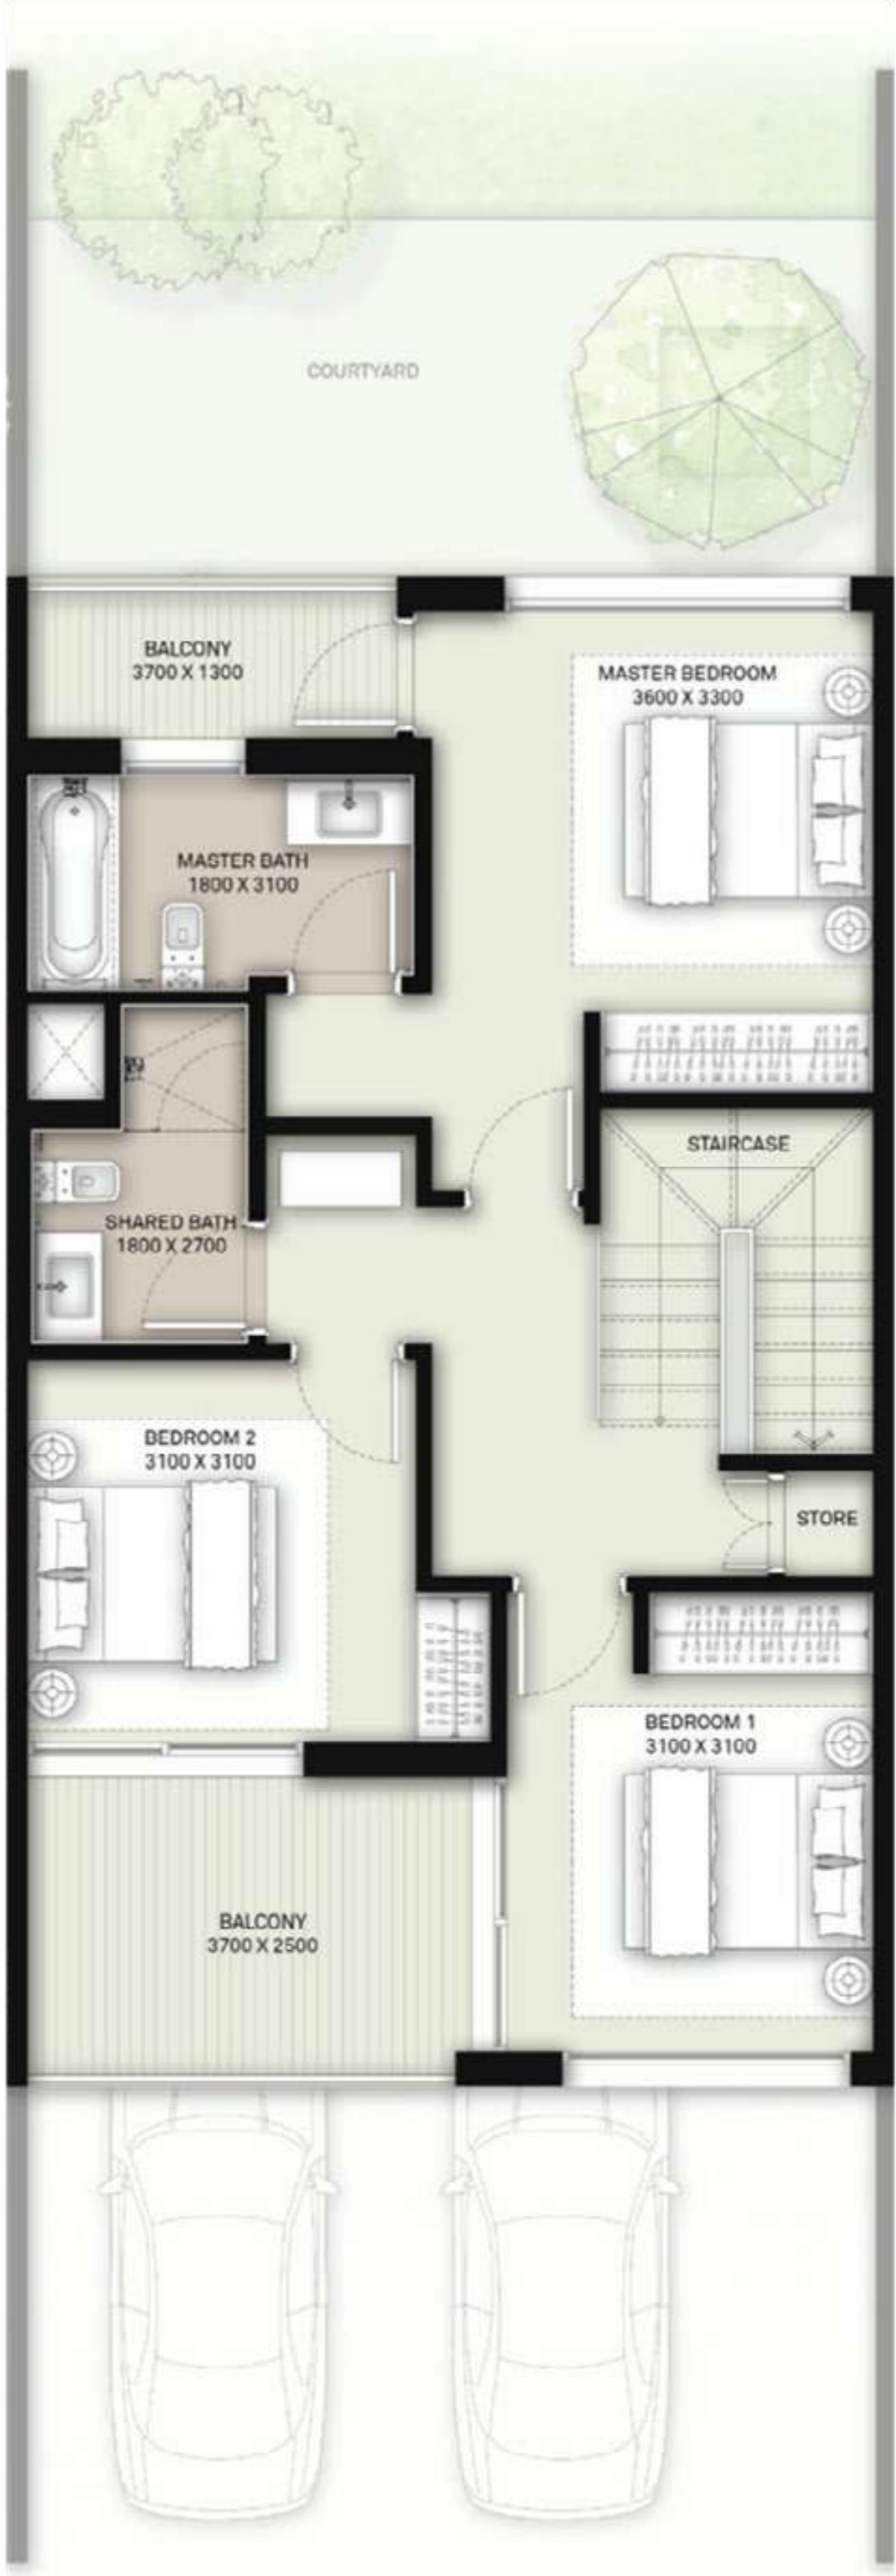 COURTYARD
BALCONY
3700 X 1300
MASTER BEDROOM
3600 X 3300
MASTER BATH
1800 X 3100
STAIRCASE
SHARED BATH
1800 X 2700
BEDROOM 2
3100 X 3100
STORE
BEDROOM 1
3100 X 3100
BALCONY
3700 X 2500